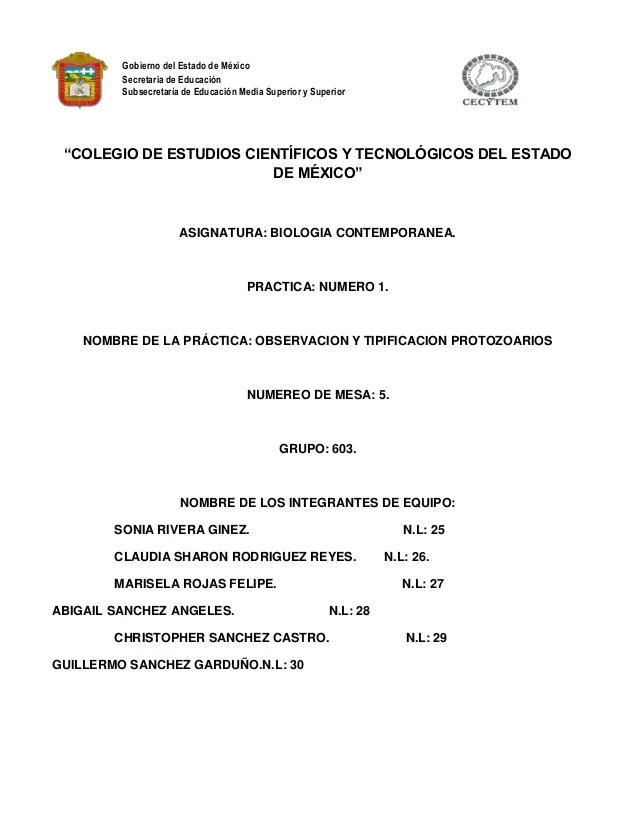 Gobierno del Estado de México
Secretaria de Educación
Subsecretaría de Educación Media Superior y Superior
CECYTEM
“COLEGIO DE ESTUDIOS CIENTÍFICOS Y TECNOLÓGICOS DEL ESTADO
DE MÉXICO”
ASIGNATURA: BIOLOGIA CONTEMPORANEA.
PRACTICA: NUMERO 1.
NOMBRE DE LA PRÁCTICA: OBSERVACION Y TIPIFICACION PROTOZOARIOS
NUMEREO DE MESA: 5.
GRUPO: 603.
NOMBRE DE LOS INTEGRANTES DE EQUIPO:
SONIA RIVERA GINEZ. N.L: 25
CLAUDIA SHARON RODRIGUEZ REYES. N.L: 26.
MARISELA ROJAS FELIPE. N.L: 27
ABIGAIL SANCHEZ ANGELES. N.L: 28
CHRISTOPHER SANCHEZ CASTRO. N.L: 29
GUILLERMO SANCHEZ GARDUÑO.N.L: 30